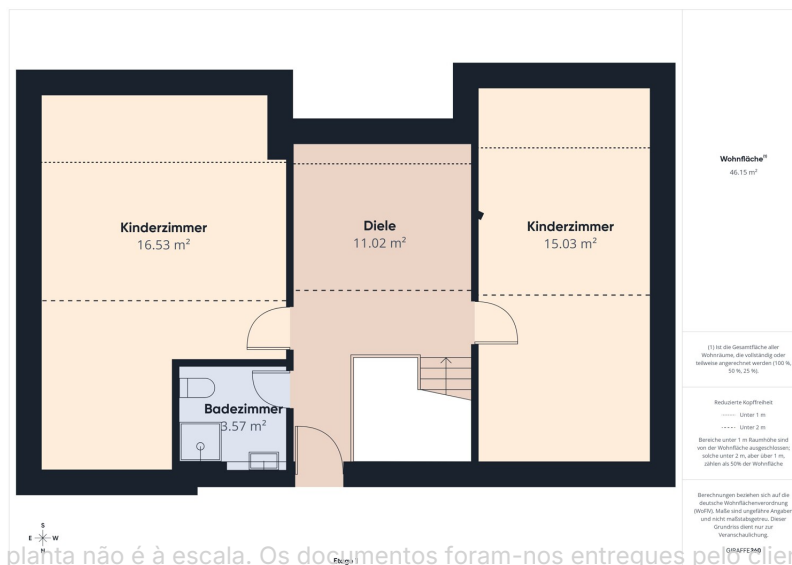 Kinderzimmer
16.53 m²
Diele
11.02 m²
Kinderzimmer
15.03 m²
Badezimmer
3.57 m²
Wohnfläche⁽¹⁾
46.15 m²
(1) Ist die Gesamtfläche aller
Wohnräume, die vollständig oder
teilweise angerechnet werden (100 %,
50 %, 25 %).
Reduzierte Kopffreiheit
Unter 1 m
Unter 2 m
Bereiche unter 1 m Raumhöhe sind
von der Wohnfläche ausgeschlossen;
solche unter 2 m, aber über 1 m,
zählen als 50% der Wohnfläche
Berechnungen beziehen sich auf die
deutsche Wohnflächenverordnung
(WoFlV). Maße sind ungefähre Angaben
und nicht maßstabsgetreu. Dieser
Grundriss dient nur zur
Veranschaulichung.
GIRAFFE360
S
E W
N
planta não é à escala. Os documentos foram-nos entregues pelo clien